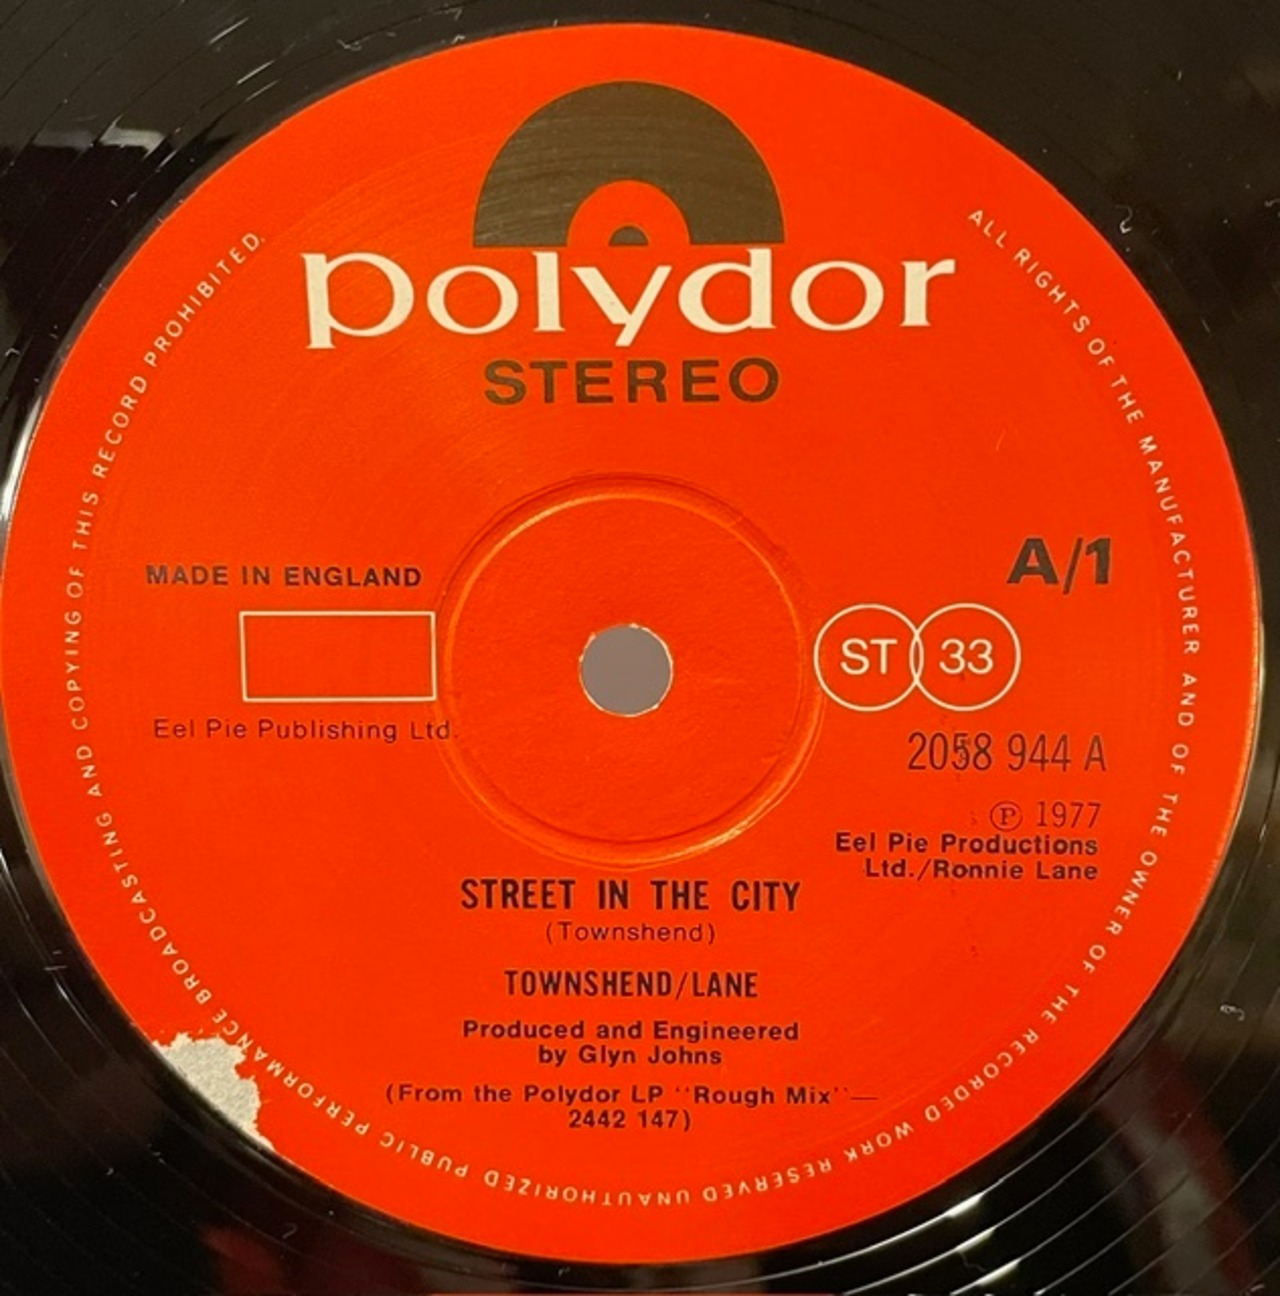 polydor
STEREO
ALL RIGHTS OF THE MANUFACTURER AND OF THE OWNER OF THE RECORDED WORK RESERVED UNAUTHORIZED PUBLIC PERFORMANCE BROADCASTING AND COPYING OF THIS RECORD PROHIBITED.
MADE IN ENGLAND
A/1
ST 33
Eel Pie Publishing Ltd.
2058 944 A
℗ 1977
Eel Pie Productions
Ltd./Ronnie Lane
STREET IN THE CITY
(Townshend)
TOWNSHEND/LANE
Produced and Engineered
by Glyn Johns
(From the Polydor LP "Rough Mix"—
2442 147)